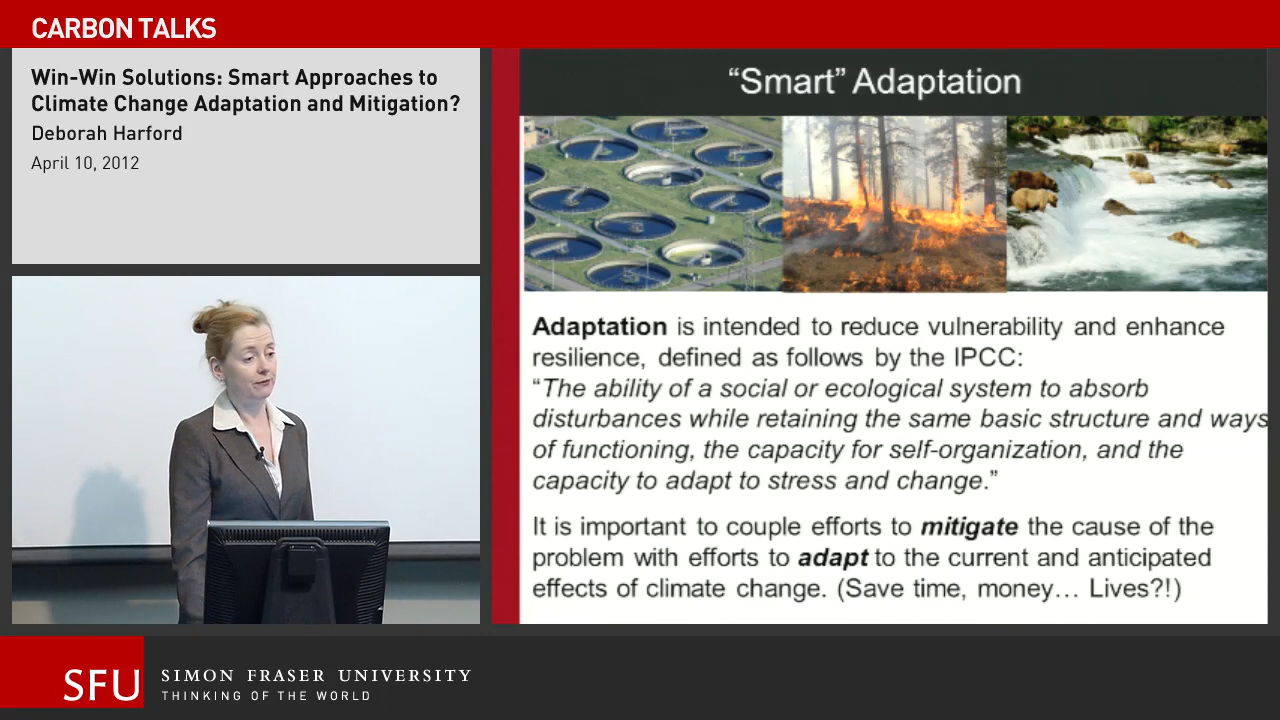 CARBON TALKS
Win-Win Solutions: Smart Approaches to
Climate Change Adaptation and Mitigation?
Deborah Harford
April 10, 2012
“Smart” Adaptation
Adaptation is intended to reduce vulnerability and enhance
resilience, defined as follows by the IPCC:
“The ability of a social or ecological system to absorb
disturbances while retaining the same basic structure and ways
of functioning, the capacity for self-organization, and the
capacity to adapt to stress and change.”
It is important to couple efforts to mitigate the cause of the
problem with efforts to adapt to the current and anticipated
effects of climate change. (Save time, money… Lives?!)
SFU
SIMON FRASER UNIVERSITY
THINKING OF THE WORLD